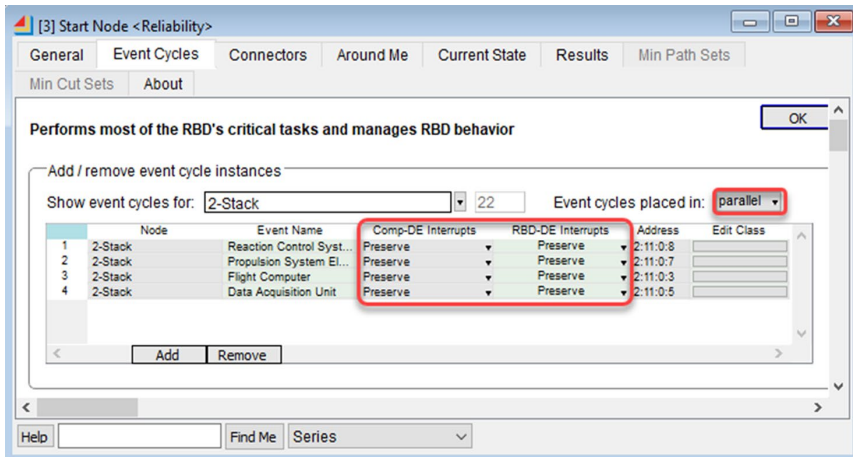 [3] Start Node <Reliability>
General Event Cycles Connectors Around Me Current State Results Min Path Sets
Min Cut Sets About
OK
Performs most of the RBD's critical tasks and manages RBD behavior
Add / remove event cycle instances
Show event cycles for: 2-Stack 22 Event cycles placed in: parallel
Node Event Name Comp-DE Interrupts RBD-DE Interrupts Address Edit Class
1 2-Stack Reaction Control Syst... Preserve Preserve 2:11:0:8
2 2-Stack Propulsion System El... Preserve Preserve 2:11:0:7
3 2-Stack Flight Computer Preserve Preserve 2:11:0:3
4 2-Stack Data Acquisition Unit Preserve Preserve 2:11:0:5
Add Remove
Help Find Me Series